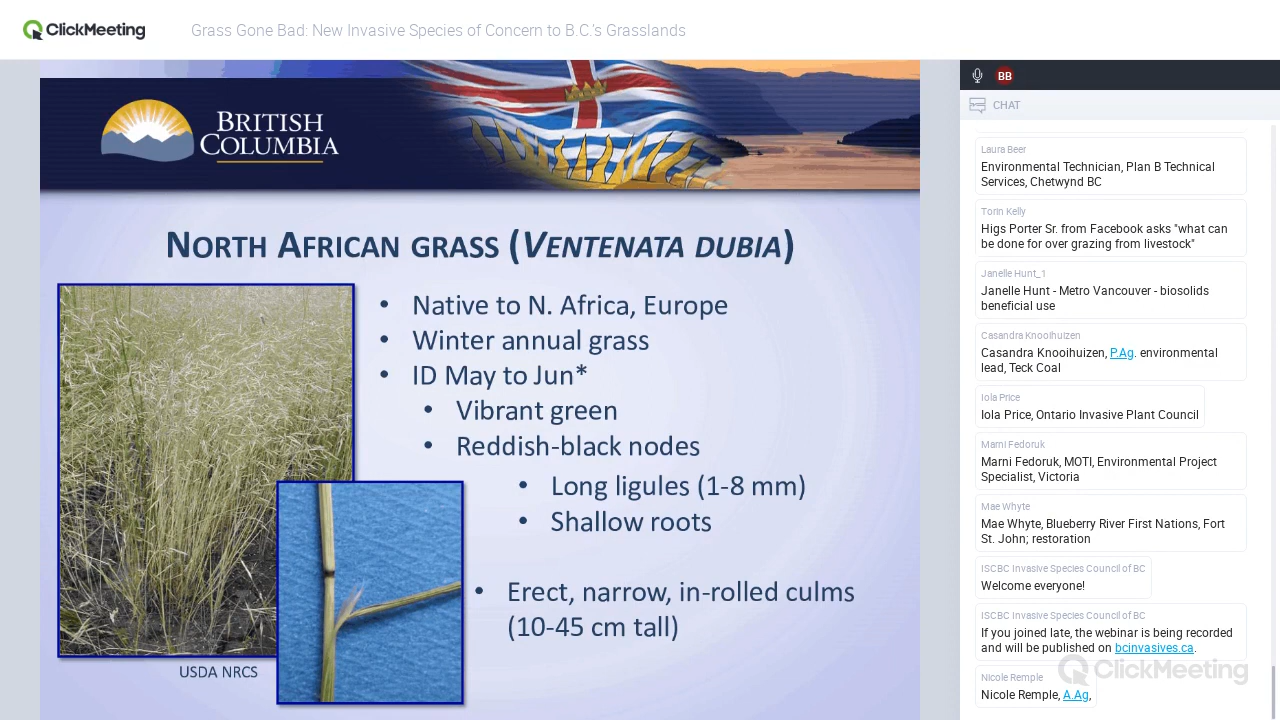 ClickMeeting
Grass Gone Bad: New Invasive Species of Concern to B.C.'s Grasslands
BRITISH
COLUMBIA
NORTH AFRICAN GRASS (VENTENATA DUBIA)
• Native to N. Africa, Europe
• Winter annual grass
• ID May to Jun*
• Vibrant green
• Reddish-black nodes
• Long ligules (1-8 mm)
• Shallow roots
• Erect, narrow, in-rolled culms
(10-45 cm tall)
USDA NRCS
BB
CHAT
Laura Beer
Environmental Technician, Plan B Technical
Services, Chetwynd BC
Torin Kelly
Higs Porter Sr. from Facebook asks "what can
be done for over grazing from livestock"
Janelle Hunt_1
Janelle Hunt - Metro Vancouver - biosolids
beneficial use
Casandra Knooihuizen
Casandra Knooihuizen, P.Ag. environmental
lead, Teck Coal
Iola Price
Iola Price, Ontario Invasive Plant Council
Marni Fedoruk
Marni Fedoruk, MOTI, Environmental Project
Specialist, Victoria
Mae Whyte
Mae Whyte, Blueberry River First Nations, Fort
St. John; restoration
ISCBC Invasive Species Council of BC
Welcome everyone!
ISCBC Invasive Species Council of BC
If you joined late, the webinar is being recorded
and will be published on bcinvasives.ca.
ClickMeeting
Nicole Remple
Nicole Remple, A.Ag,